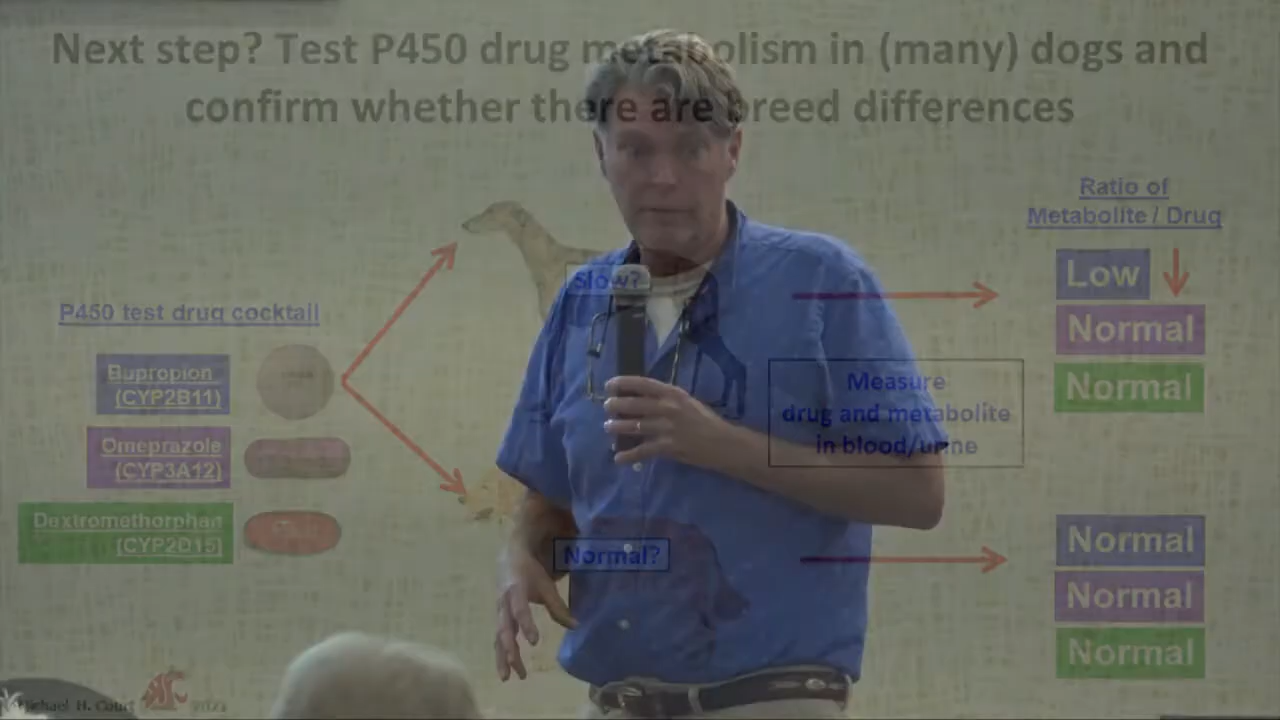 Next step? Test P450 drug metabolism in (many) dogs and
confirm whether there are breed differences
Ratio of
Metabolite / Drug
Slow?
Low
P450 test drug cocktail
Normal
Bupropion
(CYP2B11)
Measure
drug and metabolite
in blood/urine
Normal
Omeprazole
(CYP3A12)
Dextromethorphan
(CYP2D15)
Normal?
Normal
Normal
Normal
Michael H. Court